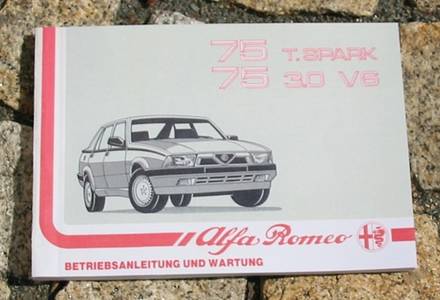 75 T.SPARK
75 3.0 V6
Alfa Romeo
BETRIEBSANLEITUNG UND WARTUNG